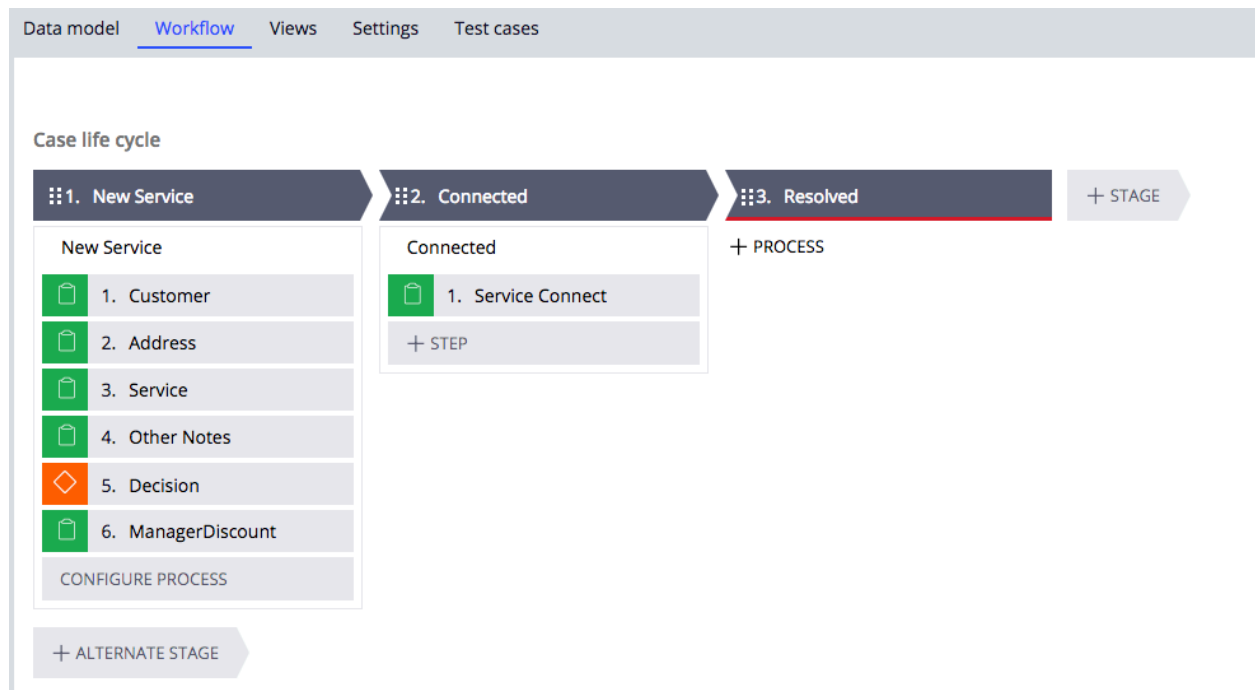 Data model Workflow Views Settings Test cases
Case life cycle
1. New Service
2. Connected
3. Resolved
+ STAGE
New Service
1. Customer
2. Address
3. Service
4. Other Notes
5. Decision
6. ManagerDiscount
CONFIGURE PROCESS
Connected
1. Service Connect
+ STEP
+ PROCESS
+ ALTERNATE STAGE